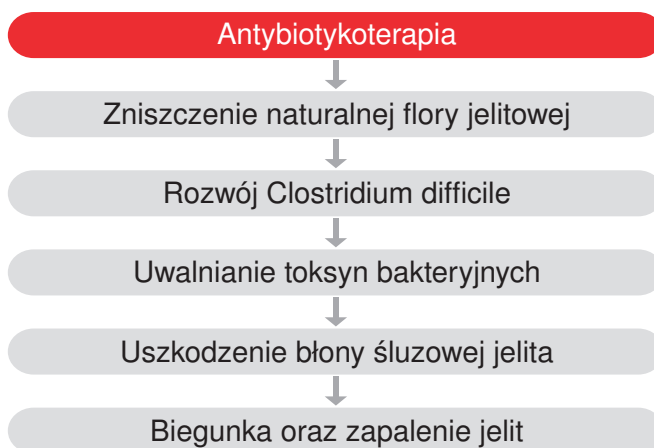 Antybiotykoterapia
Zniszczenie naturalnej flory jelitowej
Rozwój Clostridium difficile
Uwalnianie toksyn bakteryjnych
Uszkodzenie błony śluzowej jelita
Biegunka oraz zapalenie jelit